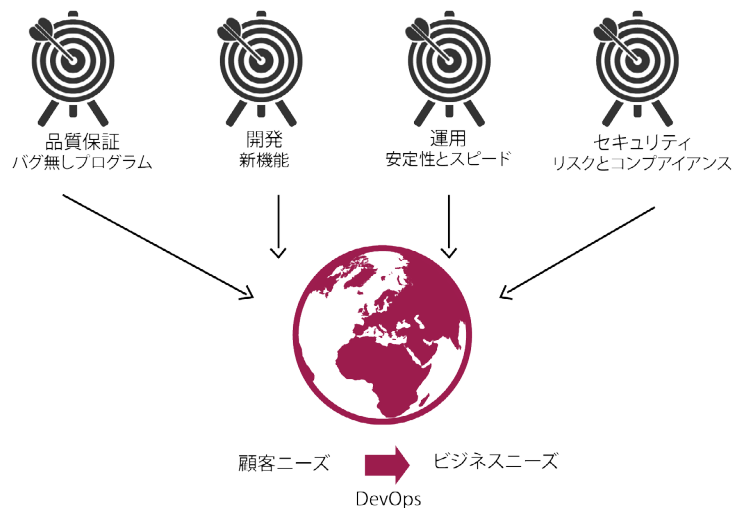 品質保証
バグ無しプログラム
開発
新機能
運用
安定性とスピード
セキュリティ
リスクとコンプアイアンス
顧客ニーズ
ビジネスニーズ
DevOps